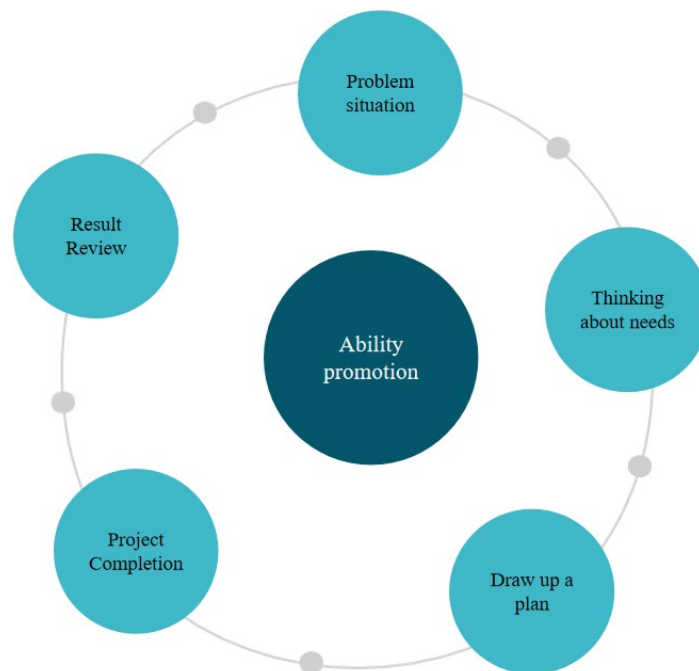 Problem
situation
Thinking
about needs
Draw up a
plan
Project
Completion
Result
Review
Ability
promotion